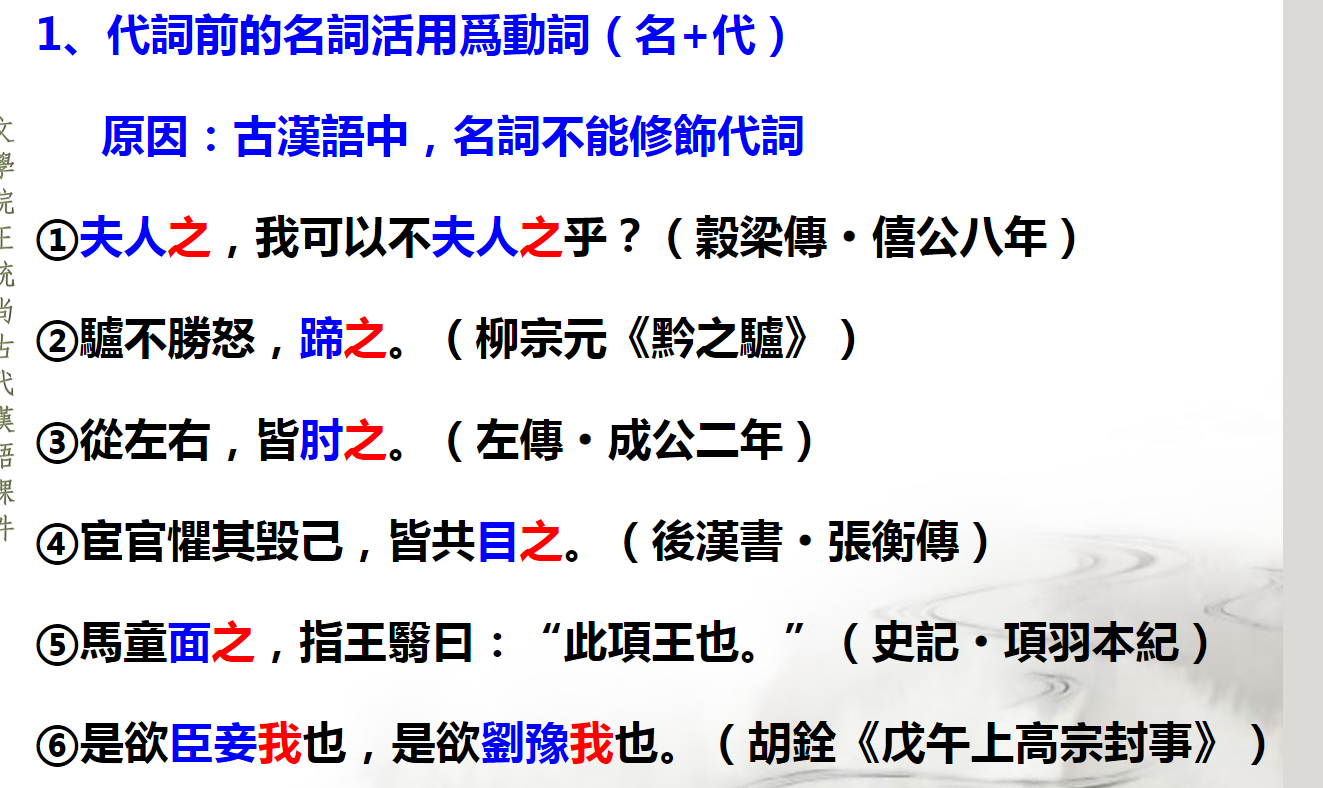 1、代詞前的名詞活用爲動詞（名+代）
原因：古漢語中，名詞不能修飾代詞
①夫人之，我可以不夫人之乎？（穀梁傳·僖公八年）
②驢不勝怒，蹄之。（柳宗元《黔之驢》）
③從左右，皆肘之。（左傳·成公二年）
④宦官懼其毀己，皆共目之。（後漢書·張衡傳）
⑤馬童面之，指王翳曰：“此項王也。”（史記·項羽本紀）
⑥是欲臣妾我也，是欲劉豫我也。（胡銓《戊午上高宗封事》）
文學院王統尚古代漢語課件